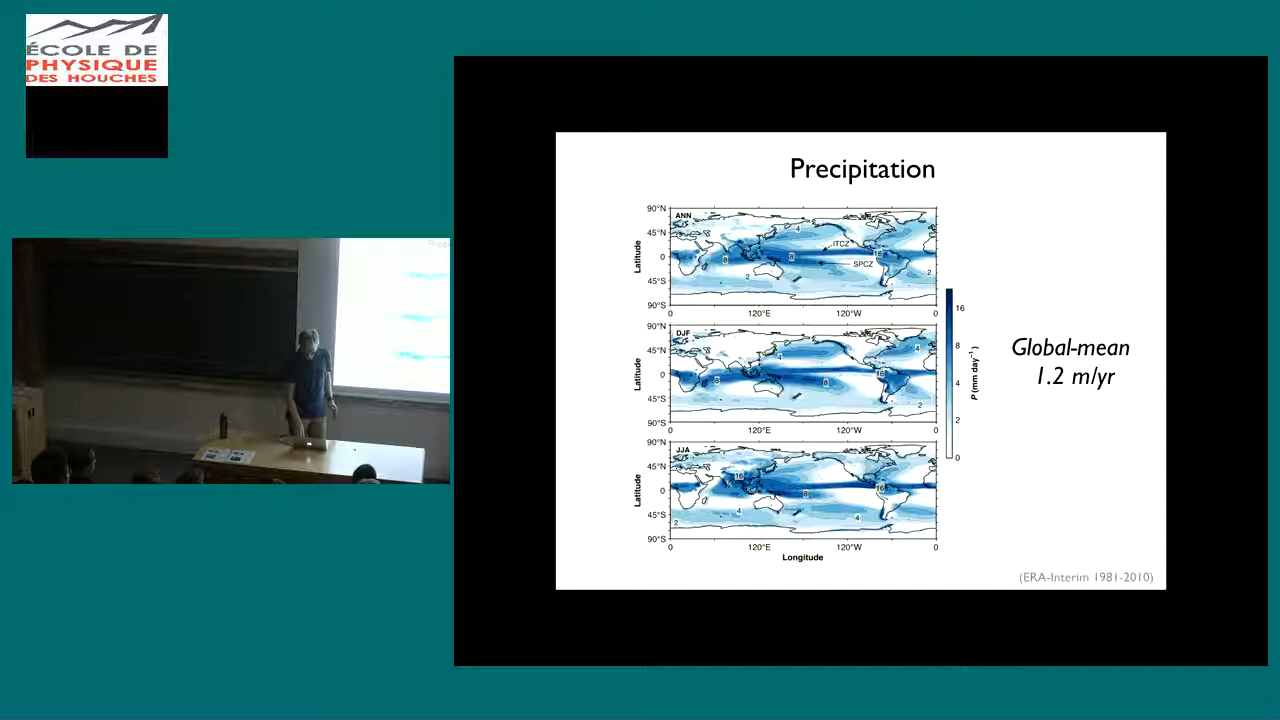 ÉCOLE DE
PHYSIQUE
DES HOUCHES
Precipitation
90°N
ANN
4
45°N
ITCZ
Latitude
0
8
8
16
SPCZ
45°S
2
2
90°S
0
120°E
120°W
0
90°N
DJF
4
4
45°N
Latitude
0
8
8
16
45°S
2
90°S
0
120°E
120°W
0
90°N
JJA
45°N
16
Latitude
0
8
16
45°S
2
4
4
90°S
0
120°E
120°W
0
Longitude
16
8
4
2
0
P (mm day⁻¹)
Global-mean
1.2 m/yr
(ERA-Interim 1981-2010)